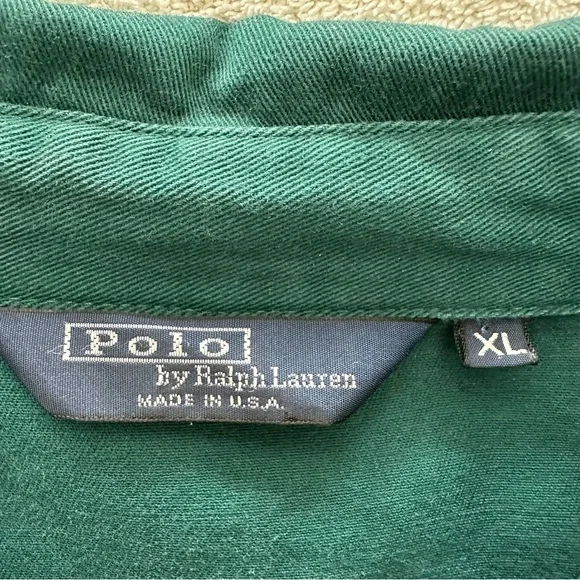 Polo
by Ralph Lauren
MADE IN U.S.A.
XL